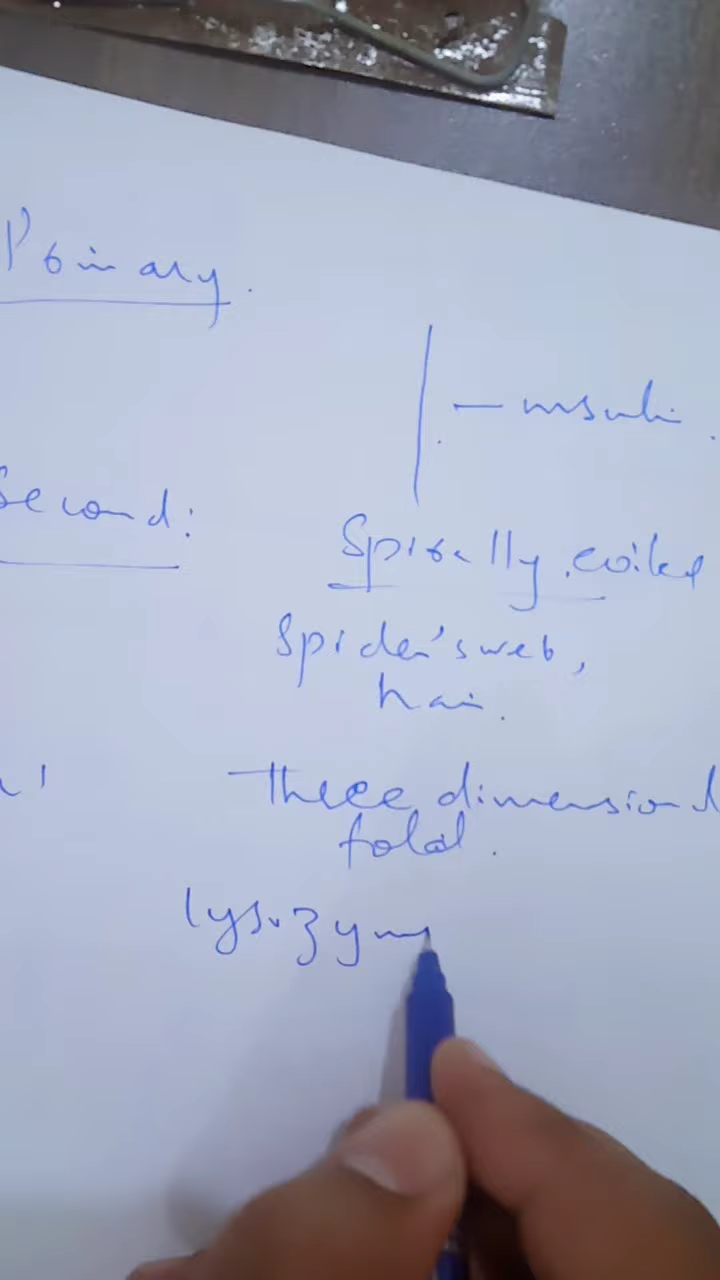 Primary.
— insulin.
Second:
Spirally coiled
Spider's web,
hair.
Three dimensional
fold.
lysozym